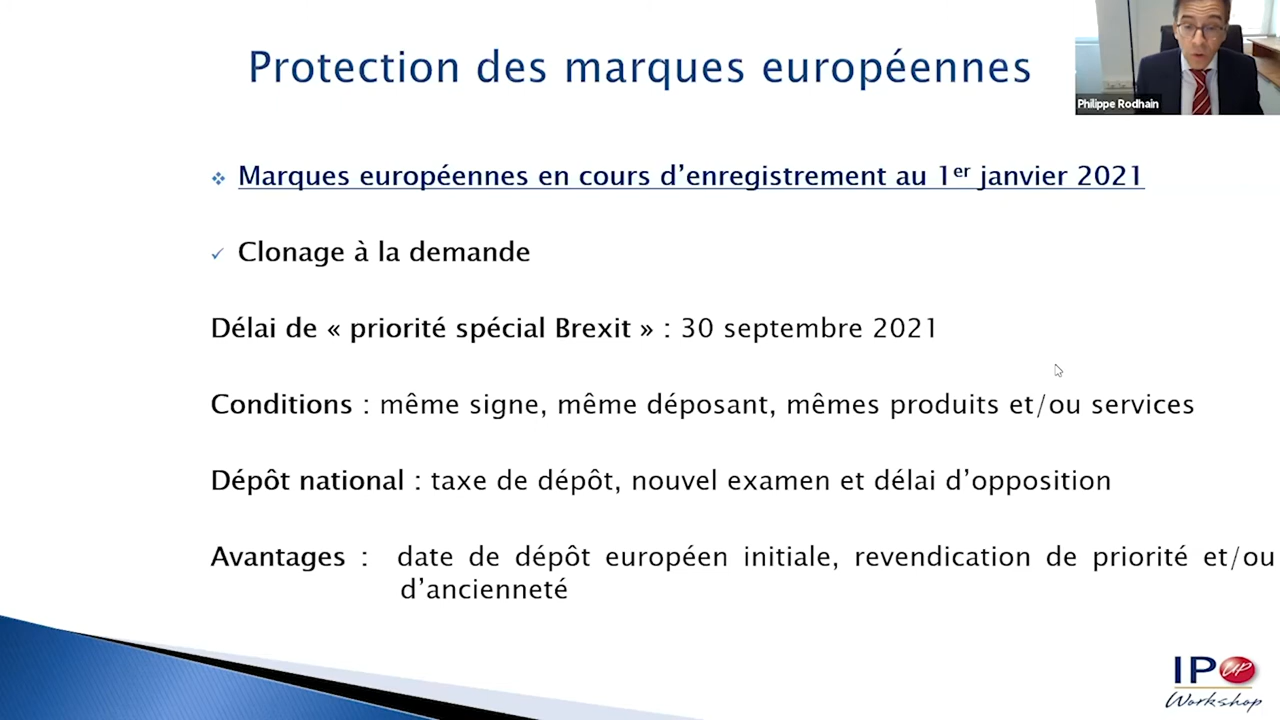 Protection des marques européennes
Philippe Rodhain
Marques européennes en cours d’enregistrement au 1er janvier 2021
Clonage à la demande
Délai de « priorité spécial Brexit » : 30 septembre 2021
Conditions : même signe, même déposant, mêmes produits et/ou services
Dépôt national : taxe de dépôt, nouvel examen et délai d’opposition
Avantages : date de dépôt européen initiale, revendication de priorité et/ou
d’ancienneté
IP UP
Workshop